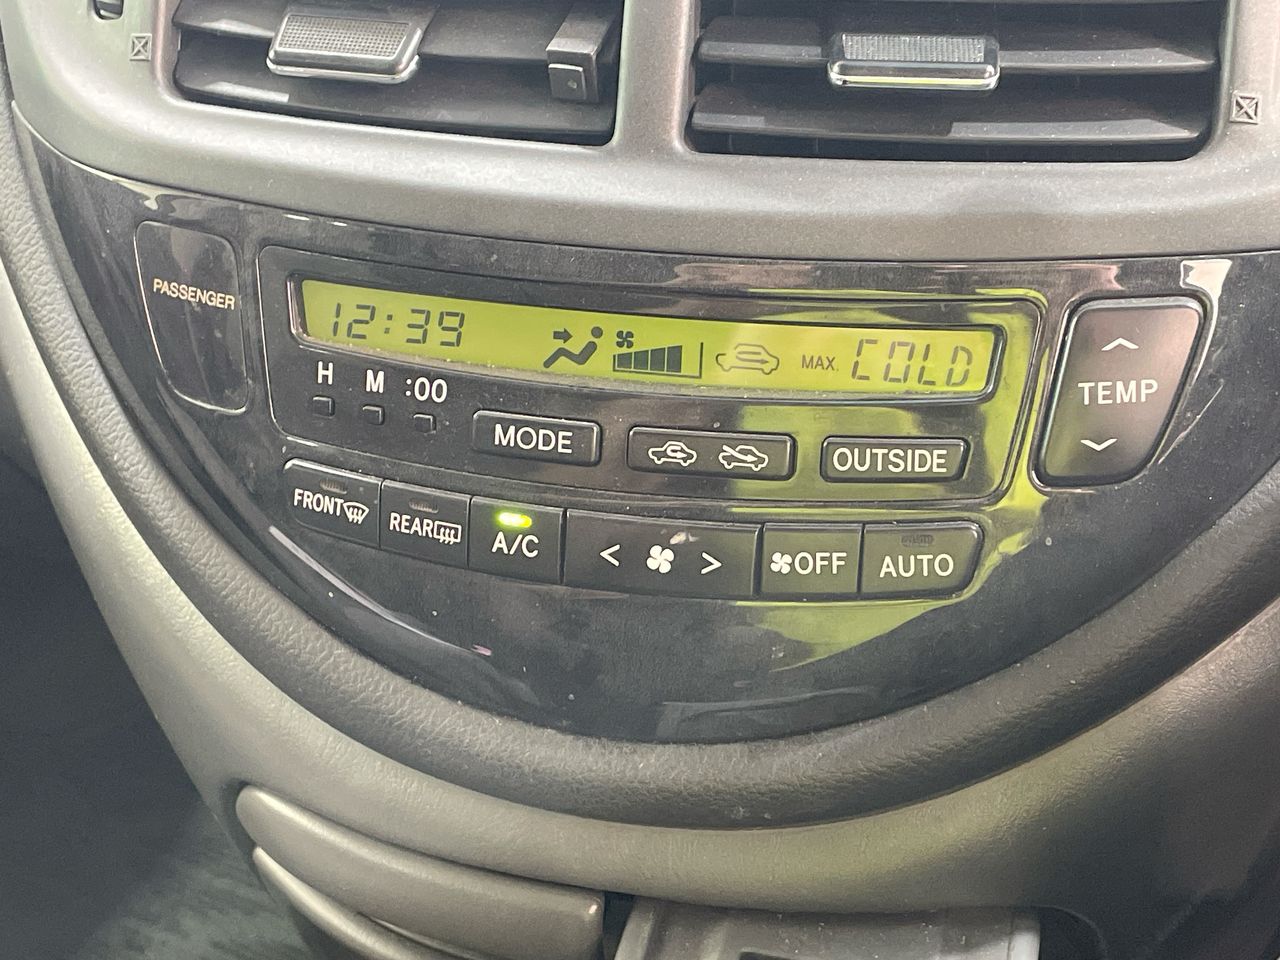 PASSENGER
12:39
MAX. COLD
H M :00
MODE
OUTSIDE
TEMP
FRONT
REAR
A/C
< >
OFF
AUTO